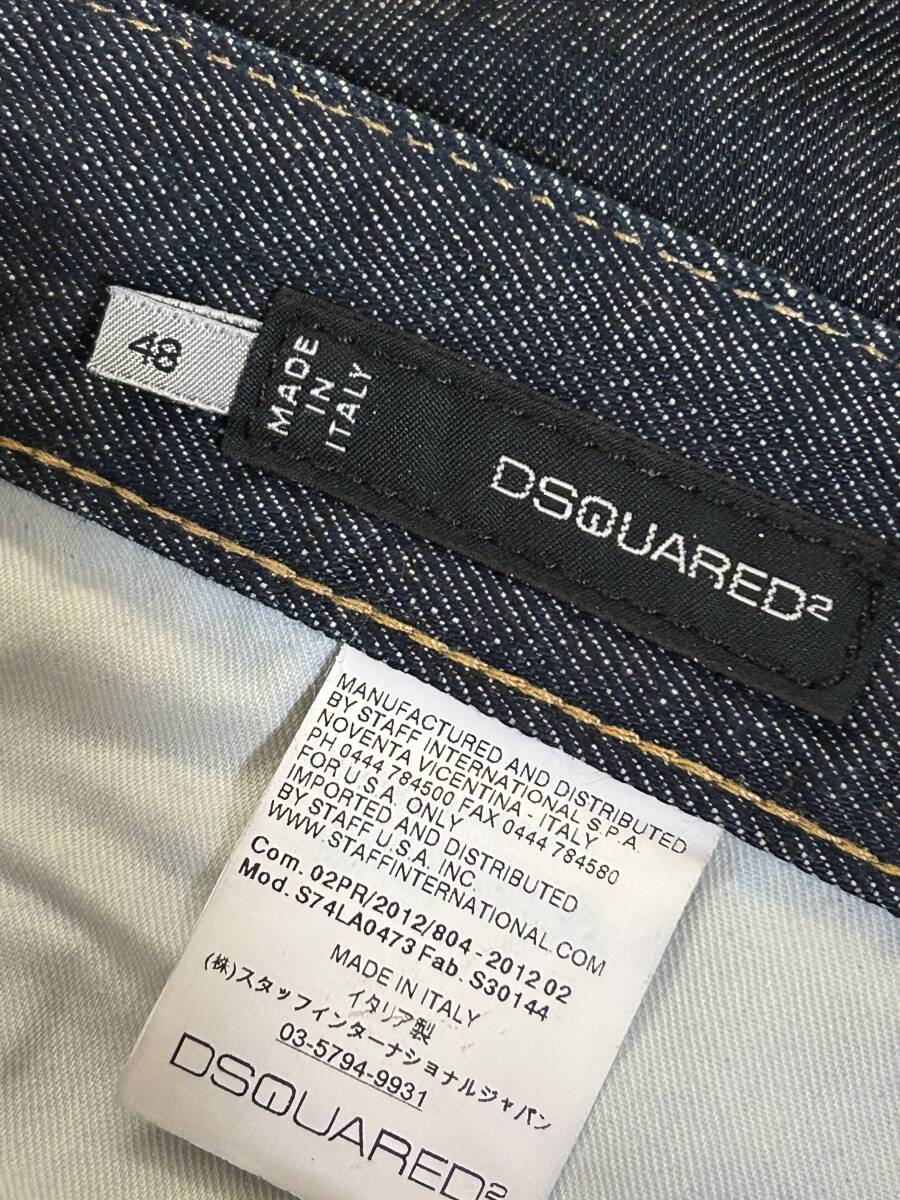 48
MADE
IN
ITALY
DSQUARED2
MANUFACTURED AND DISTRIBUTED
BY STAFF INTERNATIONAL S.P.A.
NOVENTA VICENTINA - ITALY
PH 0444 784500 FAX 0444 784580
FOR U.S.A. ONLY
IMPORTED AND DISTRIBUTED
BY STAFF U.S.A. INC.
WWW.STAFFINTERNATIONAL.COM
Com. 02PR/2012/804 - 2012 02
Mod. S74LA0473 Fab. S30144
MADE IN ITALY
イタリア製
(株)スタッフインターナショナルジャパン
03-5794-9931
DSQUARED2